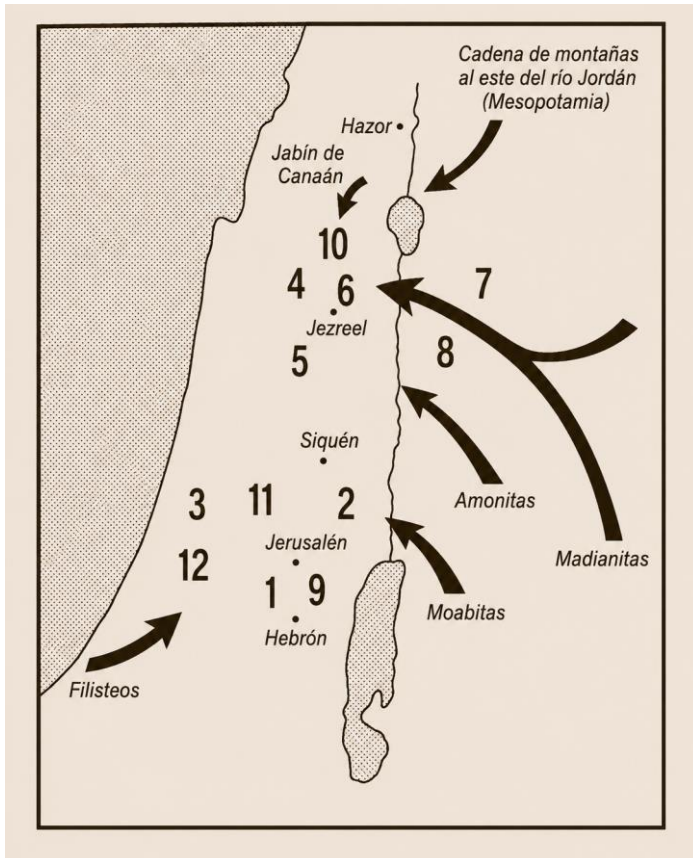 Cadena de montañas
al este del río Jordán
(Mesopotamia)
Hazor
Jabín de
Canaán
10
4
6
7
Jezreel
8
5
Siquén
3
11
2
Amonitas
Jerusalén
12
Madianitas
1
9
Moabitas
Hebrón
Filisteos